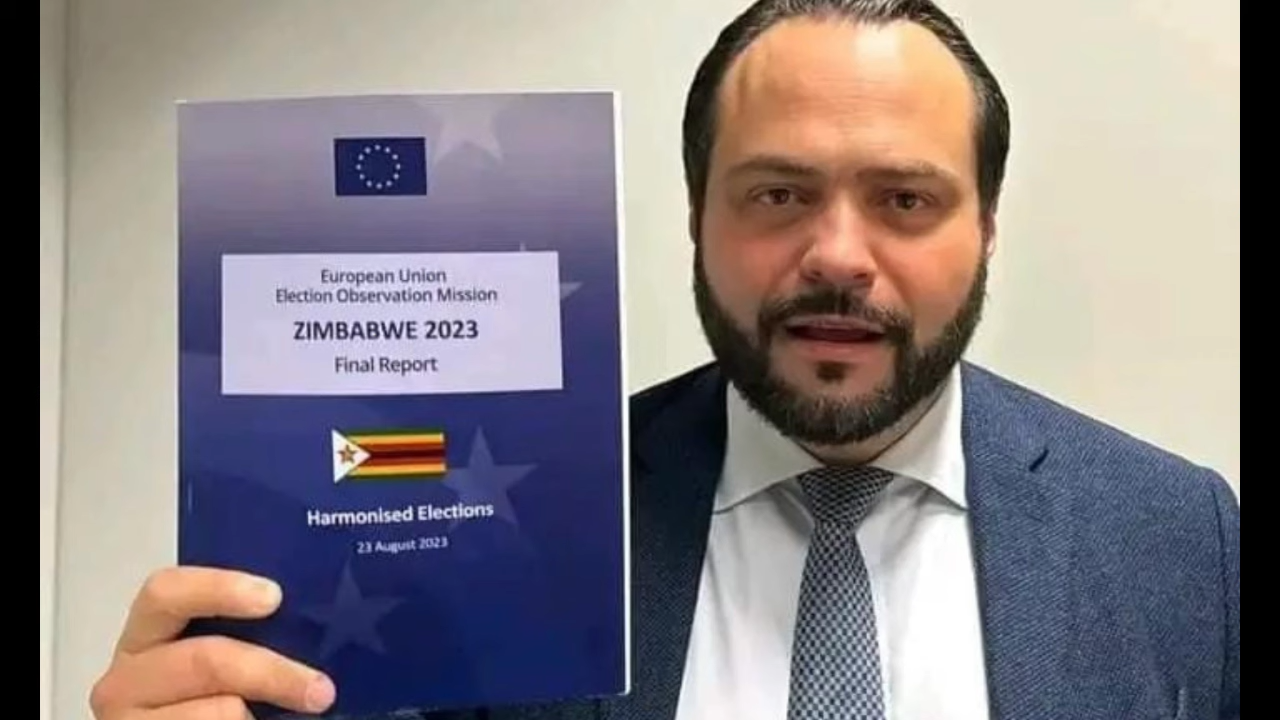 European Union
Election Observation Mission
ZIMBABWE 2023
Final Report
Harmonised Elections
23 August 2023